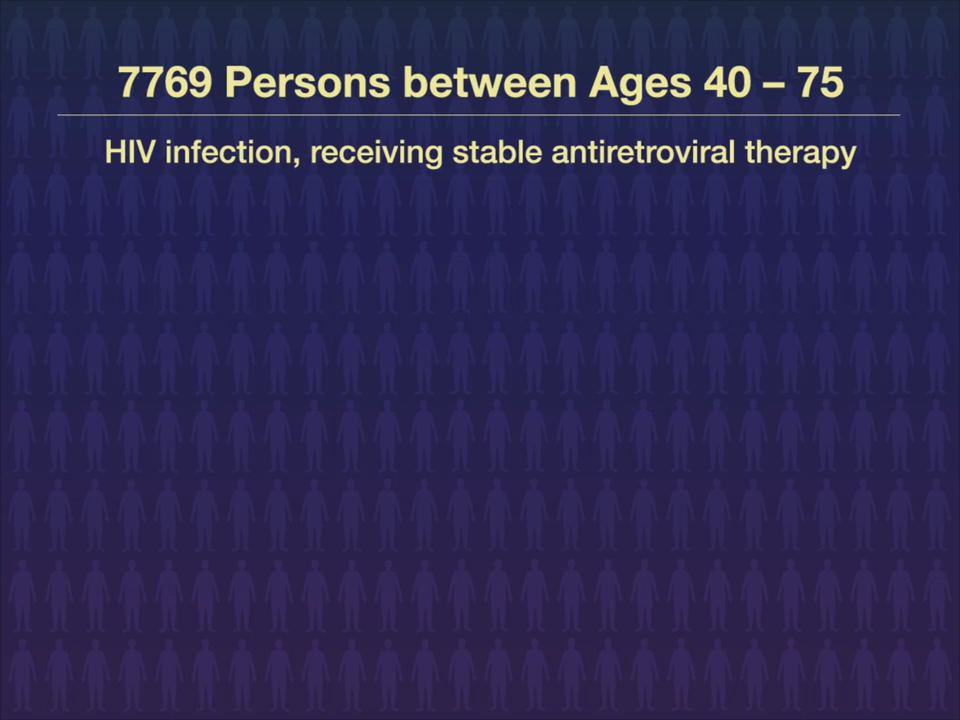 7769 Persons between Ages 40 – 75
HIV infection, receiving stable antiretroviral therapy